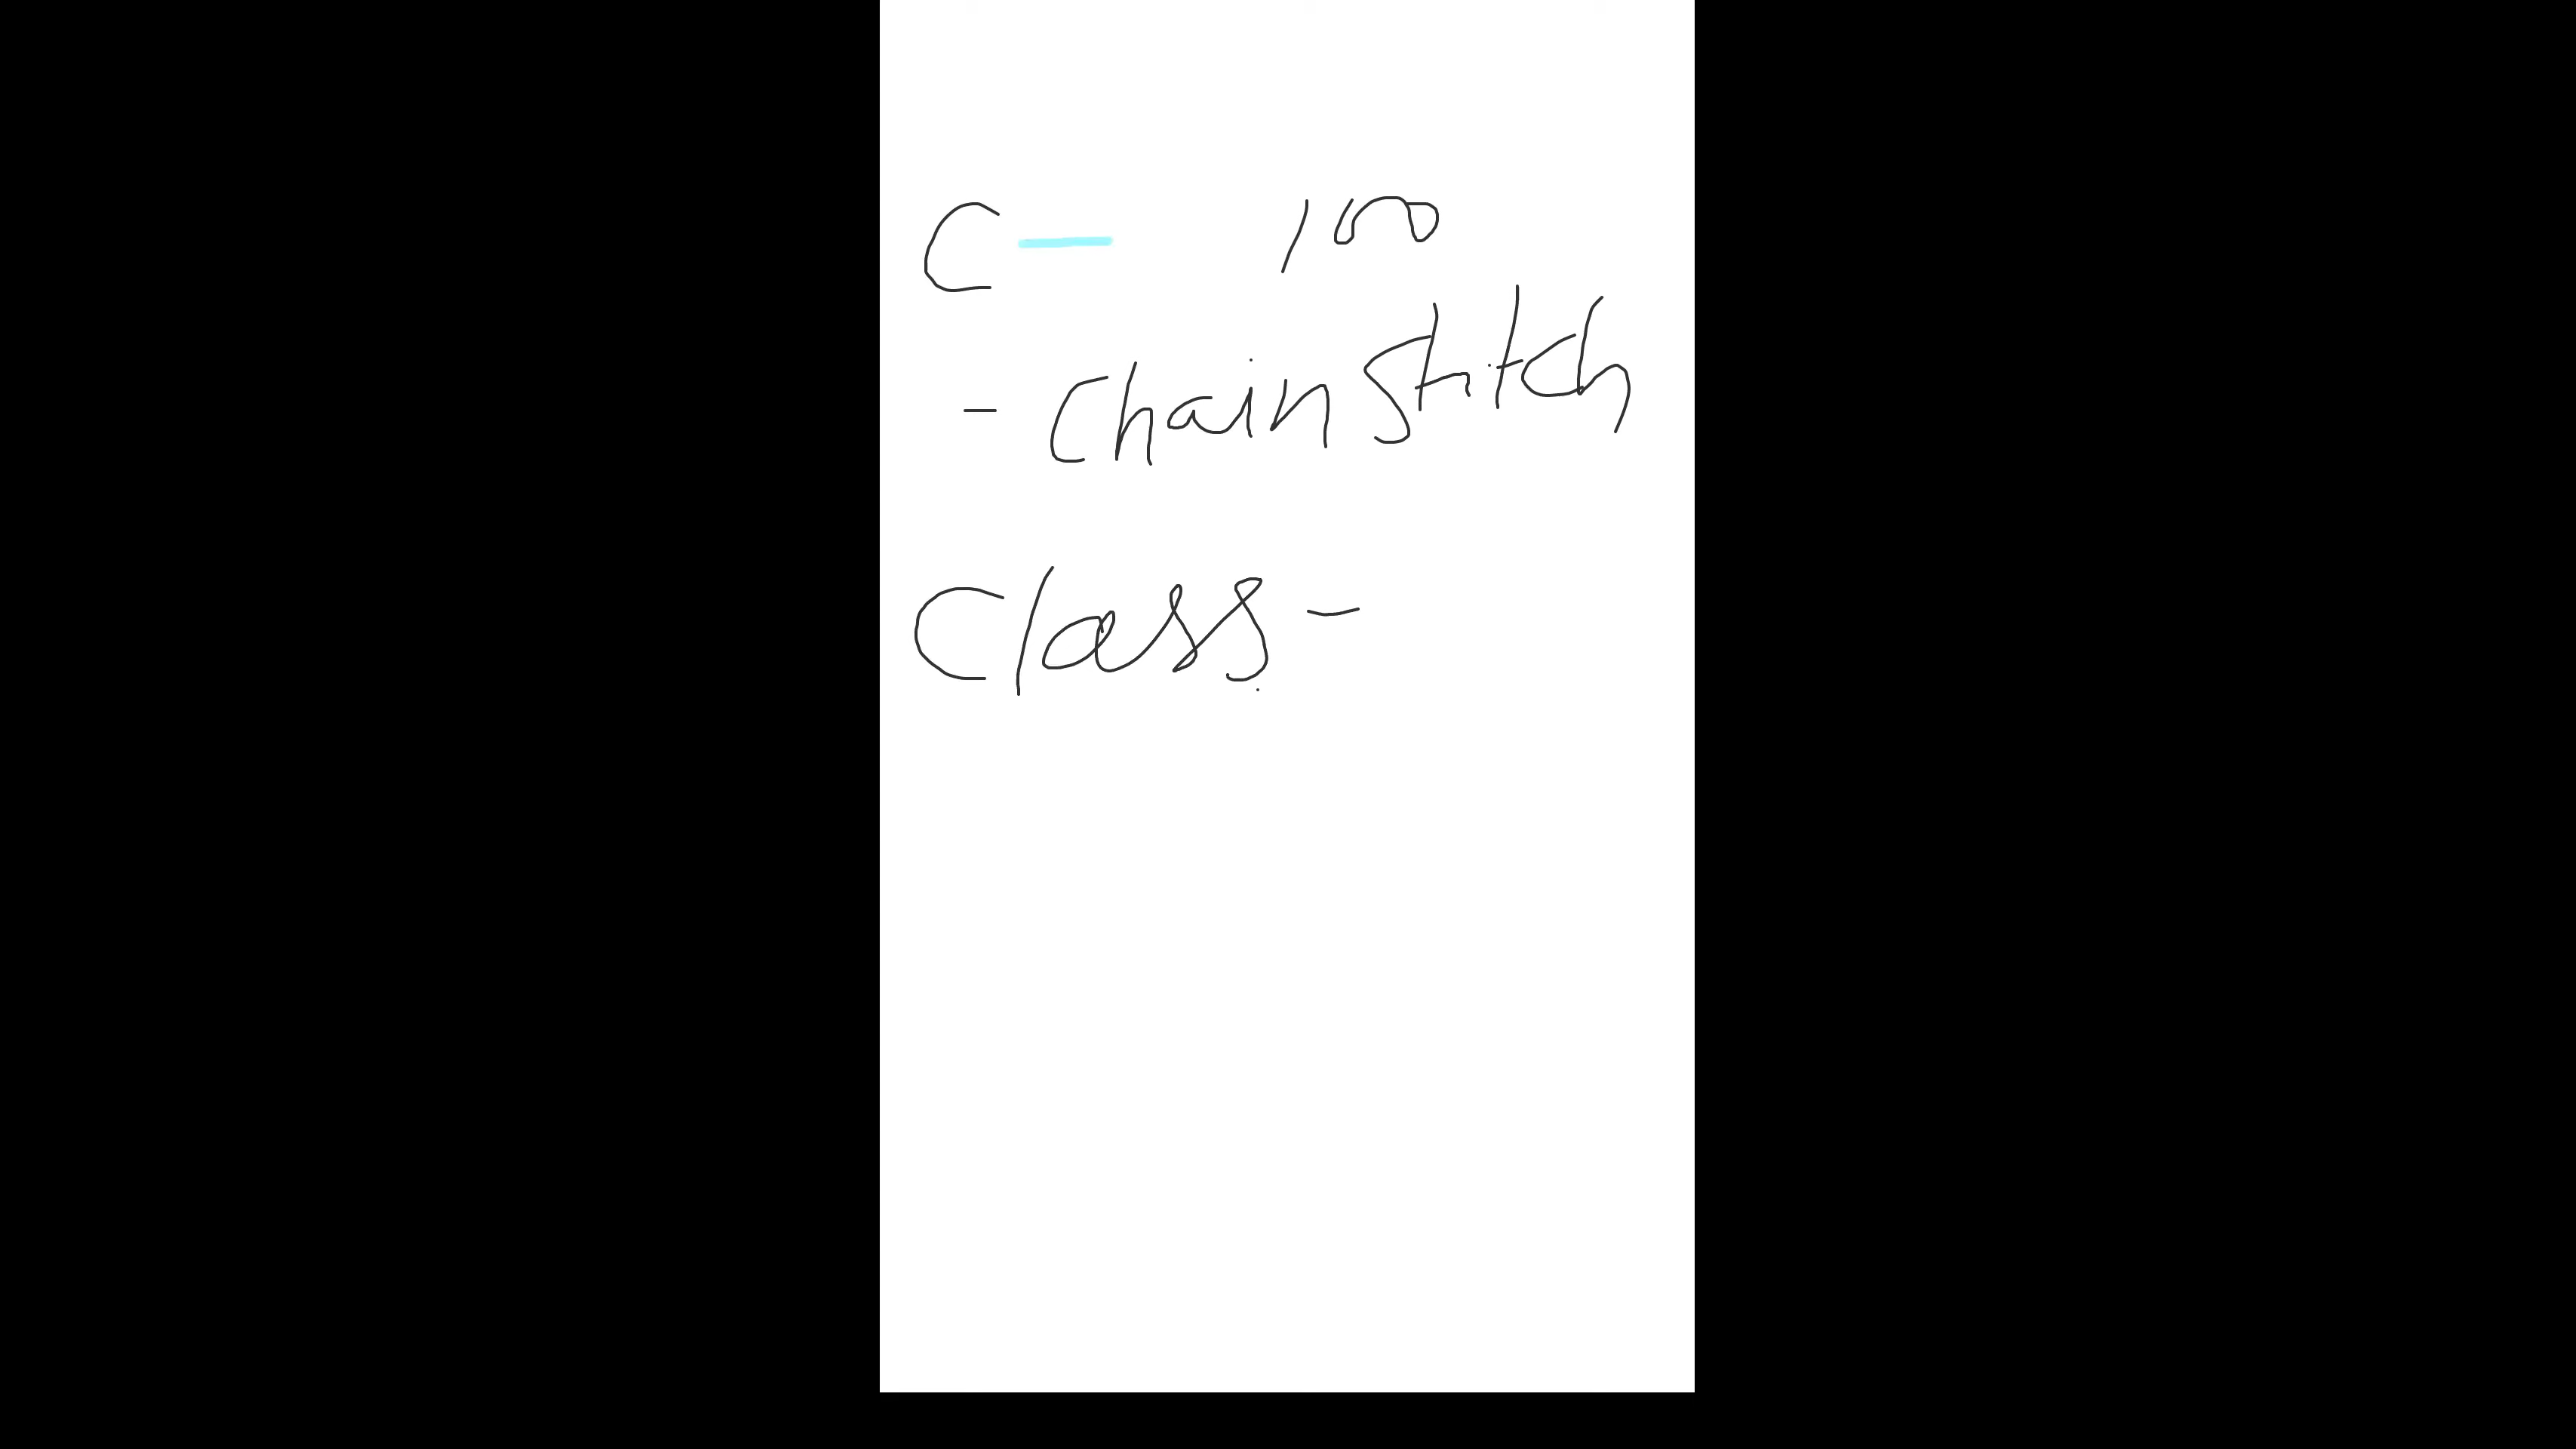 C — 100
- Chain Stitch
Class -